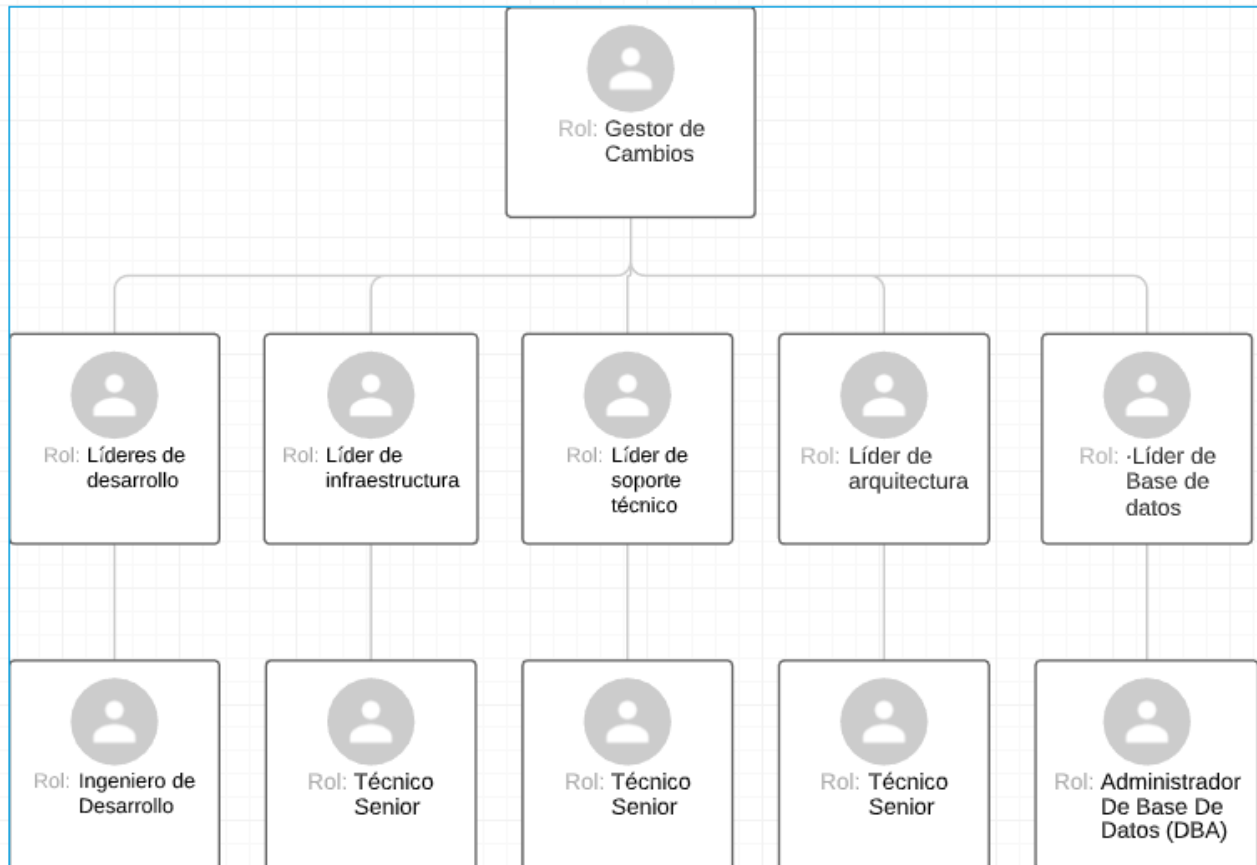 Rol: Gestor de
Cambios
Rol: Líderes de
desarrollo
Rol: Líder de
infraestructura
Rol: Líder de
soporte
técnico
Rol: Líder de
arquitectura
Rol: ·Líder de
Base de
datos
Rol: Ingeniero de
Desarrollo
Rol: Técnico
Senior
Rol: Técnico
Senior
Rol: Técnico
Senior
Rol: Administrador
De Base De
Datos (DBA)